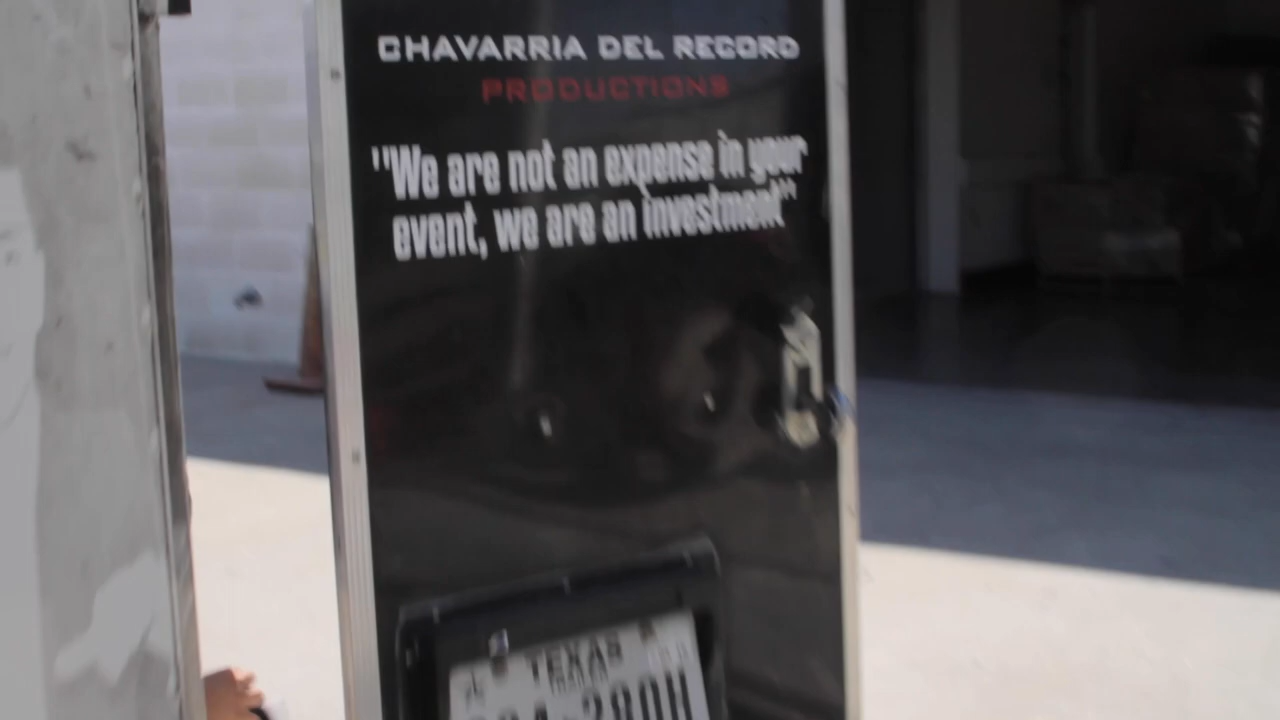 CHAVARRIA DEL RECORD
PRODUCTIONS
"We are not an expense in your
event, we are an investment"
TEXAS